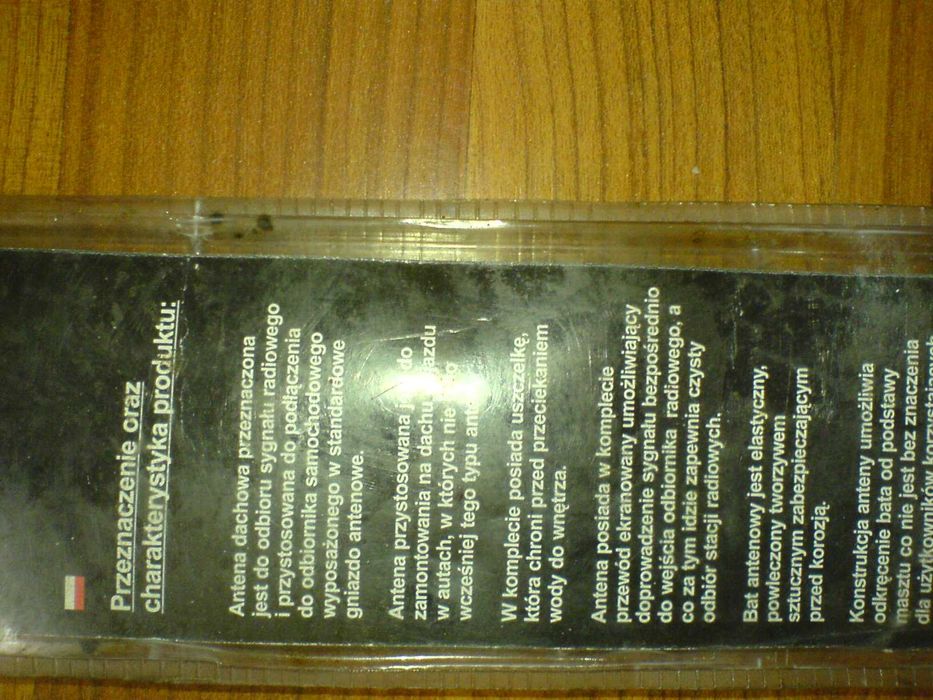 Przeznaczenie oraz
charakterystyka produktu:
Antena dachowa przeznaczona
jest do odbioru sygnału radiowego
i przystosowana do podłączenia
do odbiornika samochodowego
wyposażonego w standardowe
gniazdo antenowe.
Antena przystosowana do
zamontowania na dachu
w autach, w których nie
wcześniej tego typu
W komplecie posiada uszczelkę,
która chroni przed przeciekaniem
wody do wnętrza.
Antena posiada w komplecie
przewód ekranowany umożliwiający
doprowadzenie sygnału bezpośrednio
do wejścia odbiornika radiowego, a
co za tym idzie zapewnia czysty
odbiór stacji radiowych.
Bat antenowy jest elastyczny,
powleczony tworzywem
sztucznym zabezpieczającym
przed korozją.
Konstrukcja anteny umożliwia
odkręcenie bata od podstawy
masztu co nie jest bez znaczenia
dla użytkowników korzystających